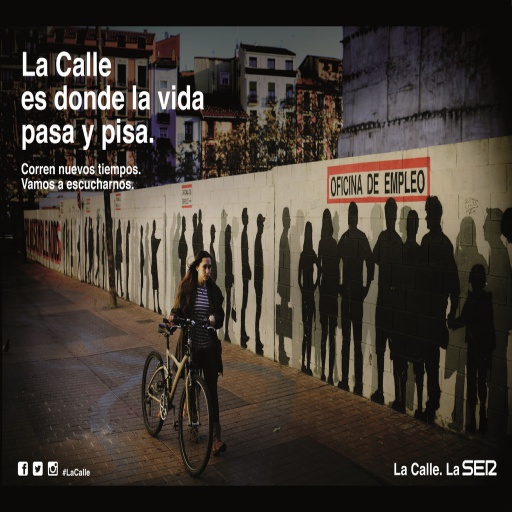 La Calle
es donde la vida
pasa y pisa.
Corren nuevos tiempos.
Vamos a escucharnos.
OFICINA DE EMPLEO
#LaCalle
La Calle. La SER